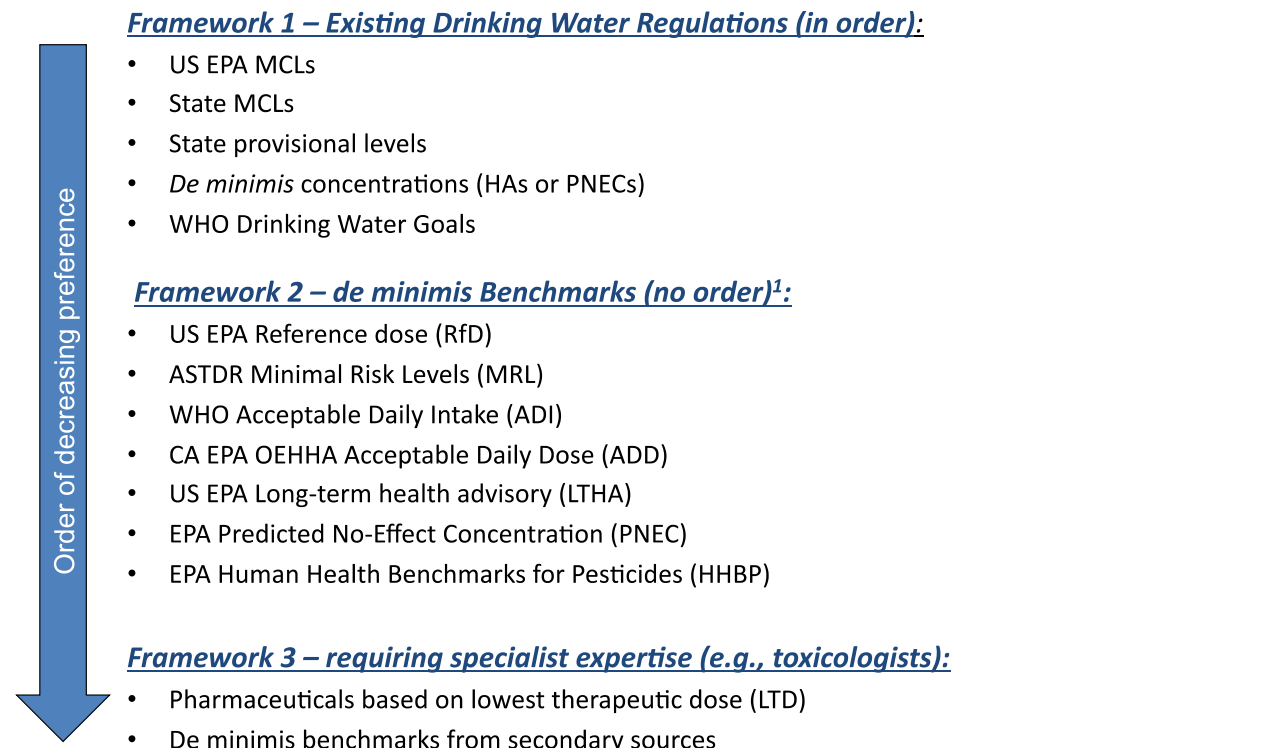 Framework 1 – Existing Drinking Water Regulations (in order):
• US EPA MCLs
• State MCLs
• State provisional levels
• De minimis concentrations (HAs or PNECs)
• WHO Drinking Water Goals
Order of decreasing preference
Framework 2 – de minimis Benchmarks (no order)¹:
• US EPA Reference dose (RfD)
• ASTDR Minimal Risk Levels (MRL)
• WHO Acceptable Daily Intake (ADI)
• CA EPA OEHHA Acceptable Daily Dose (ADD)
• US EPA Long-term health advisory (LTHA)
• EPA Predicted No-Effect Concentration (PNEC)
• EPA Human Health Benchmarks for Pesticides (HHBP)
Framework 3 – requiring specialist expertise (e.g., toxicologists):
• Pharmaceuticals based on lowest therapeutic dose (LTD)
• De minimis benchmarks from secondary sources